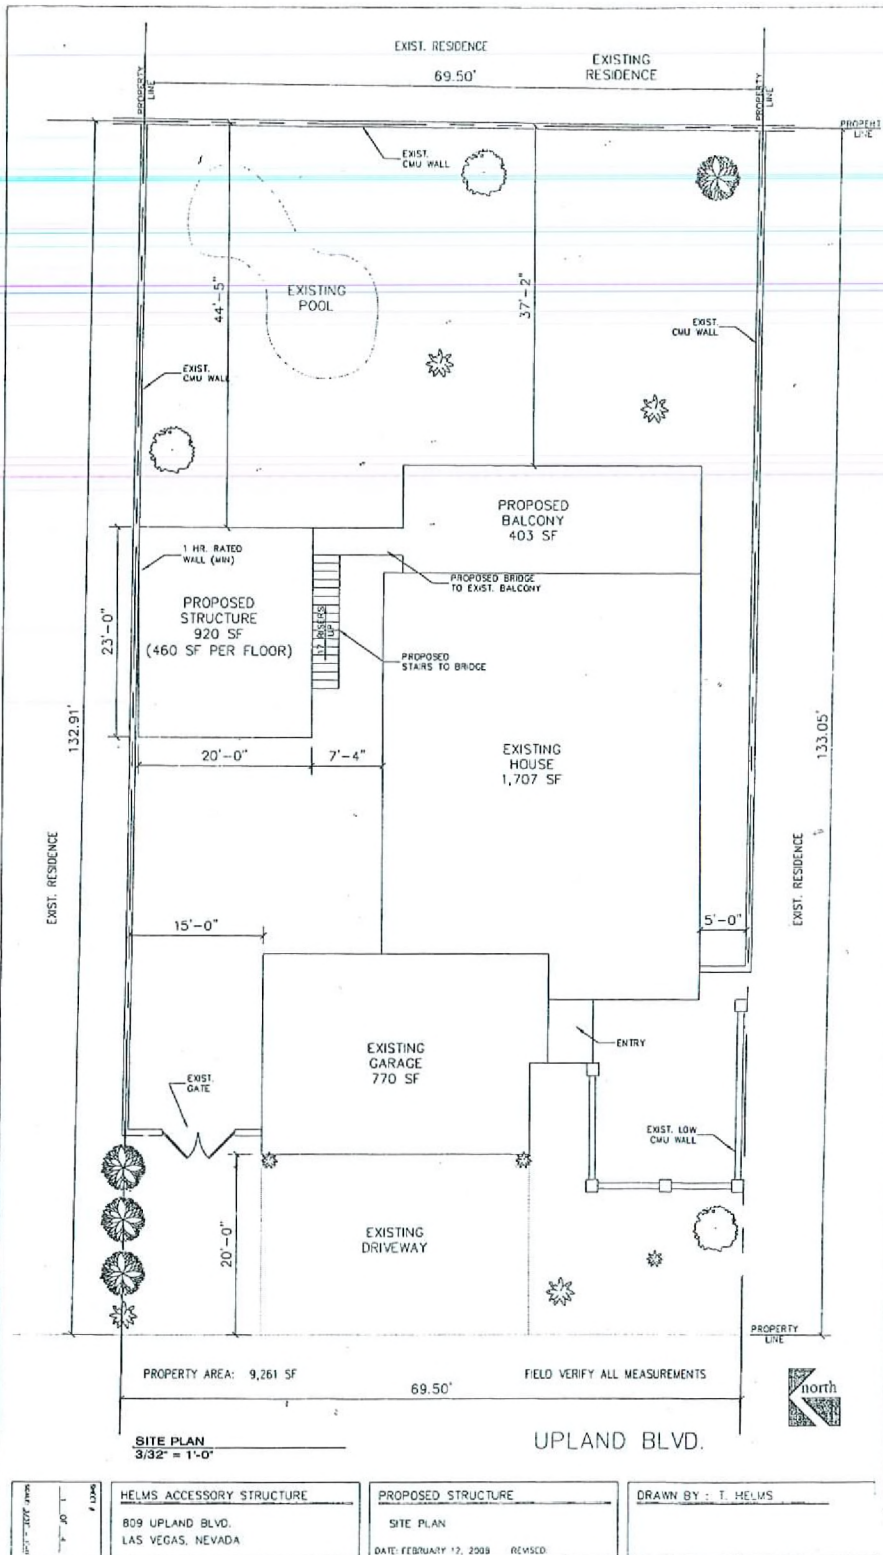 EXIST. RESIDENCE
EXISTING
RESIDENCE
69.50'
PROPERTY
LINE
PROPERTY
LINE
PROPERTY
LINE
EXIST.
CMU WALL
EXISTING
POOL
44'-5"
37'-2"
EXIST.
CMU WALL
EXIST.
CMU WALL
PROPOSED
BALCONY
403 SF
1 HR. RATED
WALL (MIN)
PROPOSED BRIDGE
TO EXIST. BALCONY
PROPOSED
STRUCTURE
920 SF
(460 SF PER FLOOR)
23'-0"
17 RISERS
UP
PROPOSED
STAIRS TO BRIDGE
132.91'
133.05'
20'-0"
7'-4"
EXISTING
HOUSE
1,707 SF
EXIST. RESIDENCE
EXIST. RESIDENCE
15'-0"
5'-0"
EXISTING
GARAGE
770 SF
ENTRY
EXIST.
GATE
EXIST. LOW
CMU WALL
20'-0"
EXISTING
DRIVEWAY
PROPERTY
LINE
PROPERTY AREA: 9,261 SF
FIELD VERIFY ALL MEASUREMENTS
69.50'
north
SITE PLAN
3/32" = 1'-0"
UPLAND BLVD.
SHEET #
1 OF 4
HELMS ACCESSORY STRUCTURE
809 UPLAND BLVD.
LAS VEGAS, NEVADA
PROPOSED STRUCTURE
SITE PLAN
DATE: FEBRUARY 12, 2009 REVISED:
DRAWN BY : T. HELMS